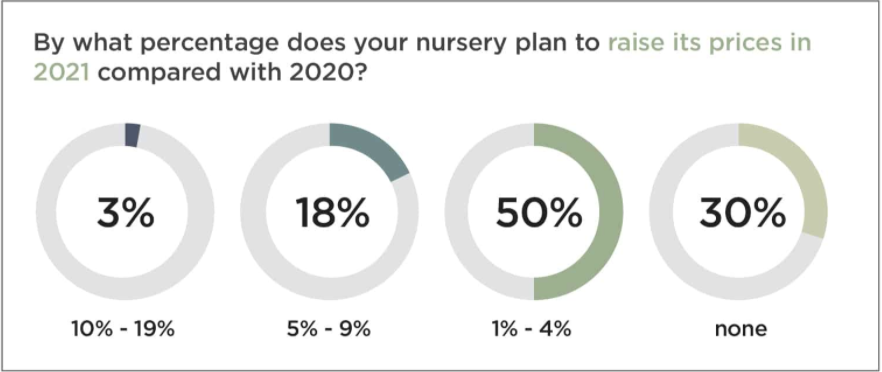 By what percentage does your nursery plan to raise its prices in
2021 compared with 2020?
3%
18%
50%
30%
10% - 19%
5% - 9%
1% - 4%
none